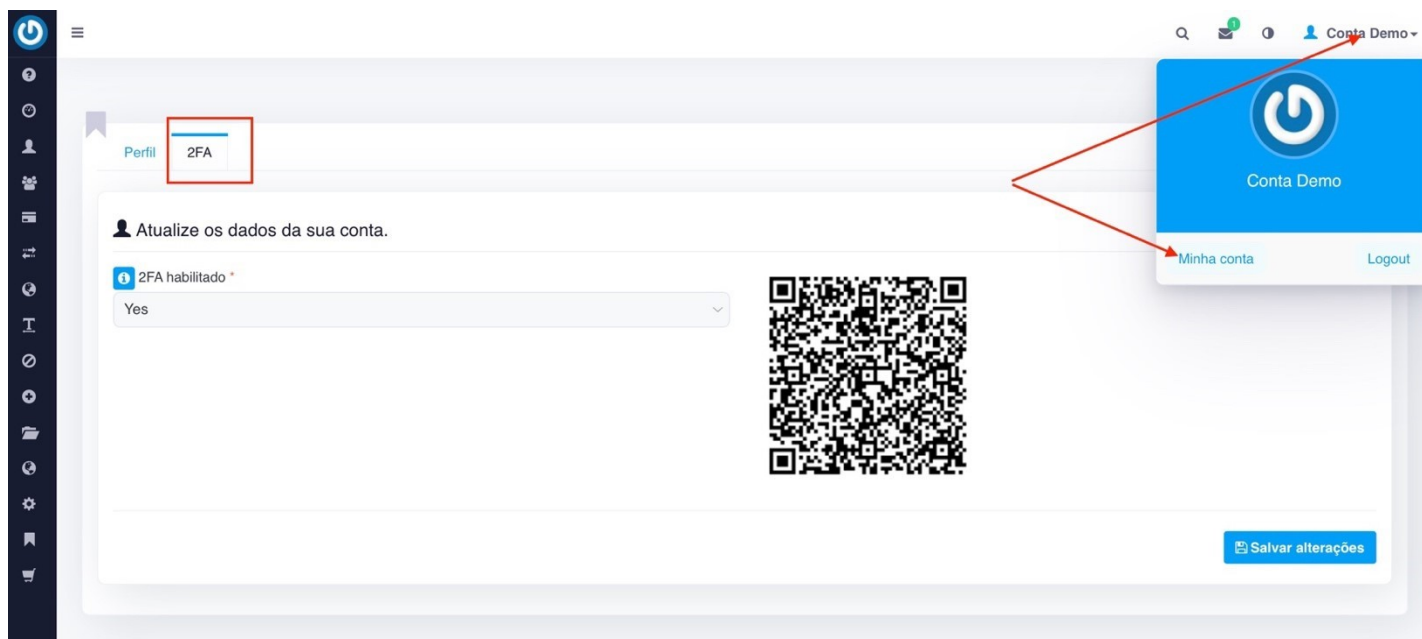 1
Conta Demo
Conta Demo
Minha conta
Logout
Perfil
2FA
Atualize os dados da sua conta.
2FA habilitado *
Yes
Salvar alterações